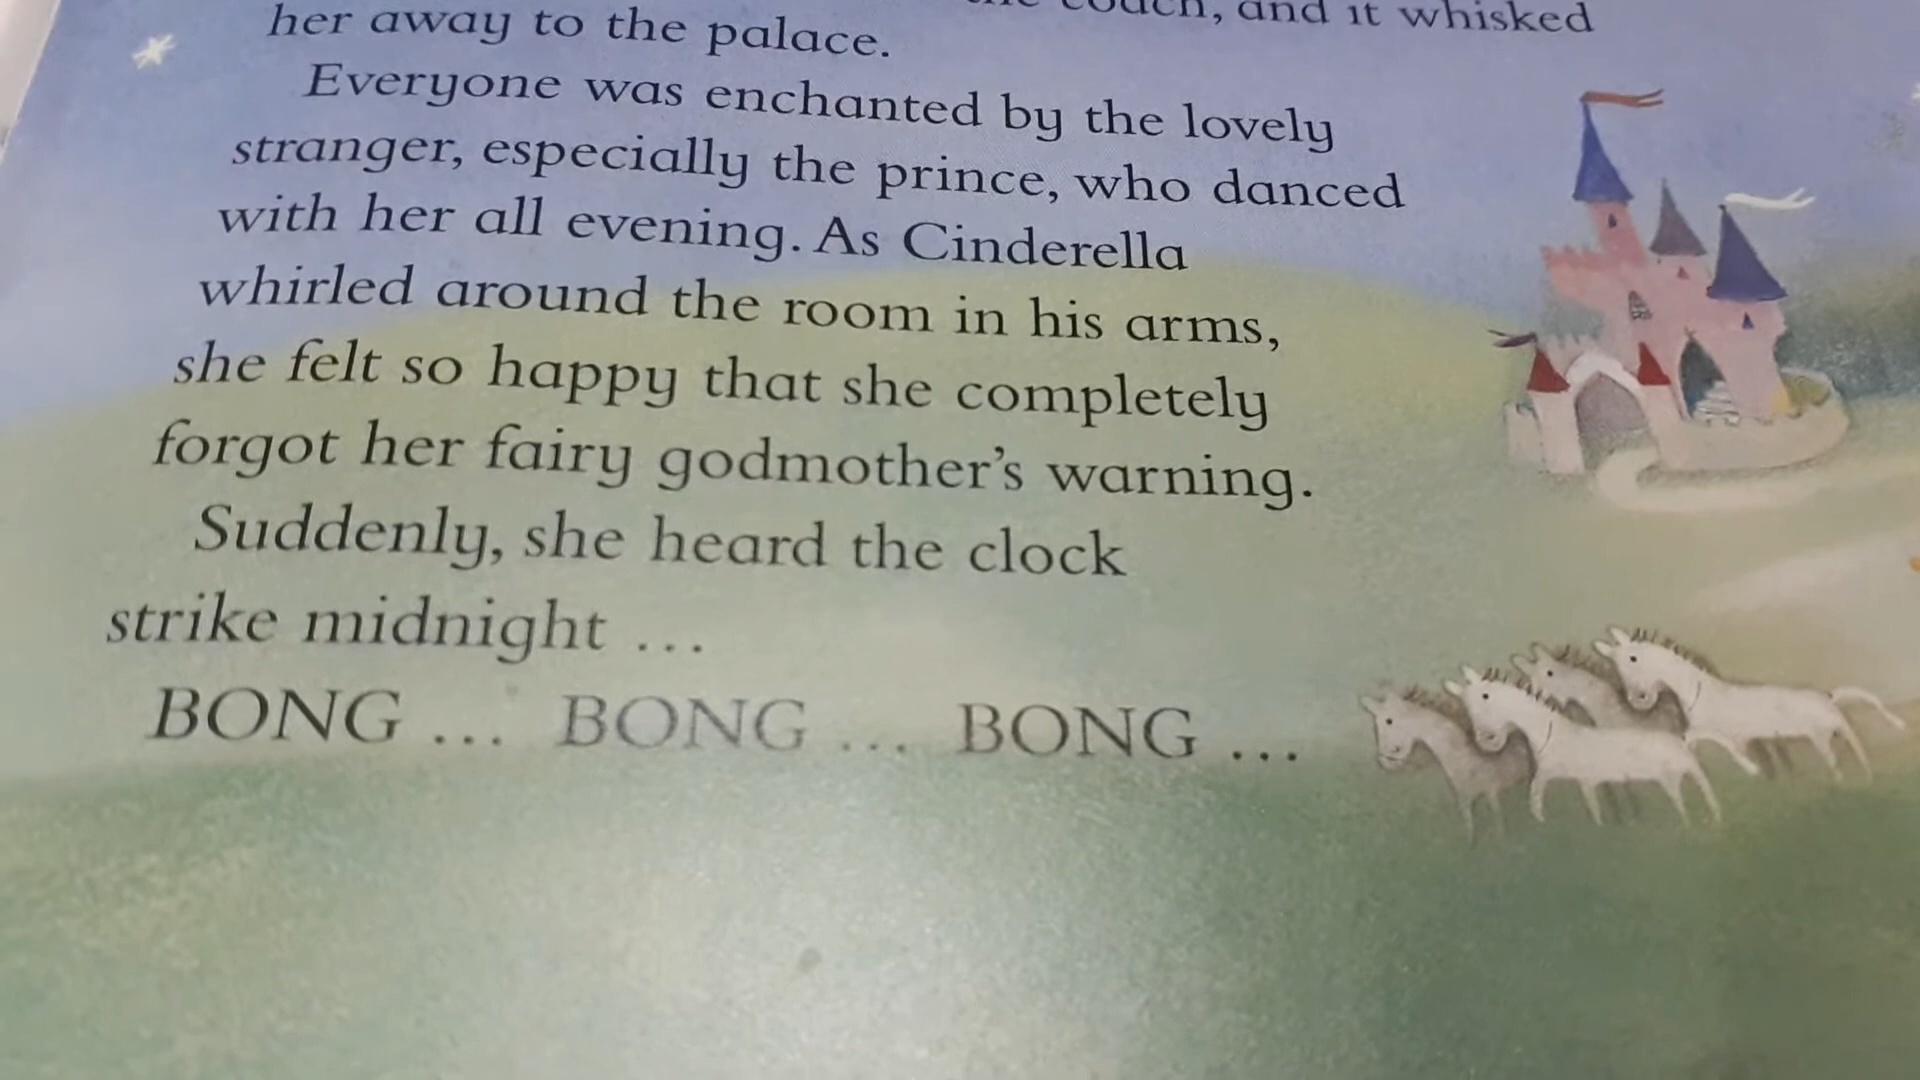 coach, and it whisked
her away to the palace.
Everyone was enchanted by the lovely
stranger, especially the prince, who danced
with her all evening. As Cinderella
whirled around the room in his arms,
she felt so happy that she completely
forgot her fairy godmother's warning.
Suddenly, she heard the clock
strike midnight ...
BONG ... BONG ... BONG ...